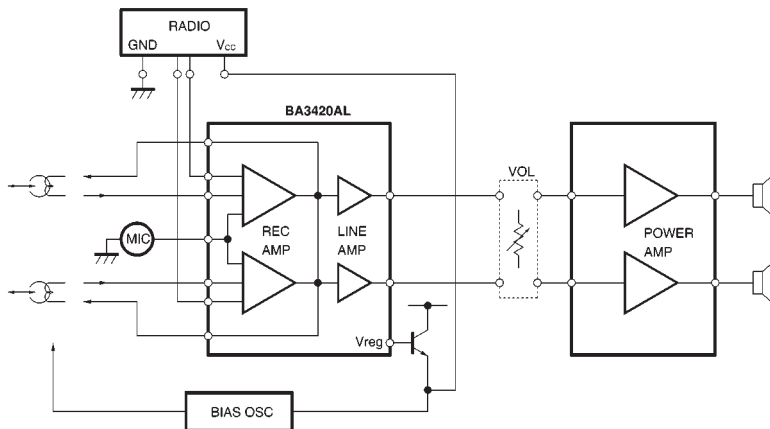 RADIO
GND
Vcc
BA3420AL
VOL
MIC
REC
AMP
LINE
AMP
POWER
AMP
Vreg
BIAS OSC